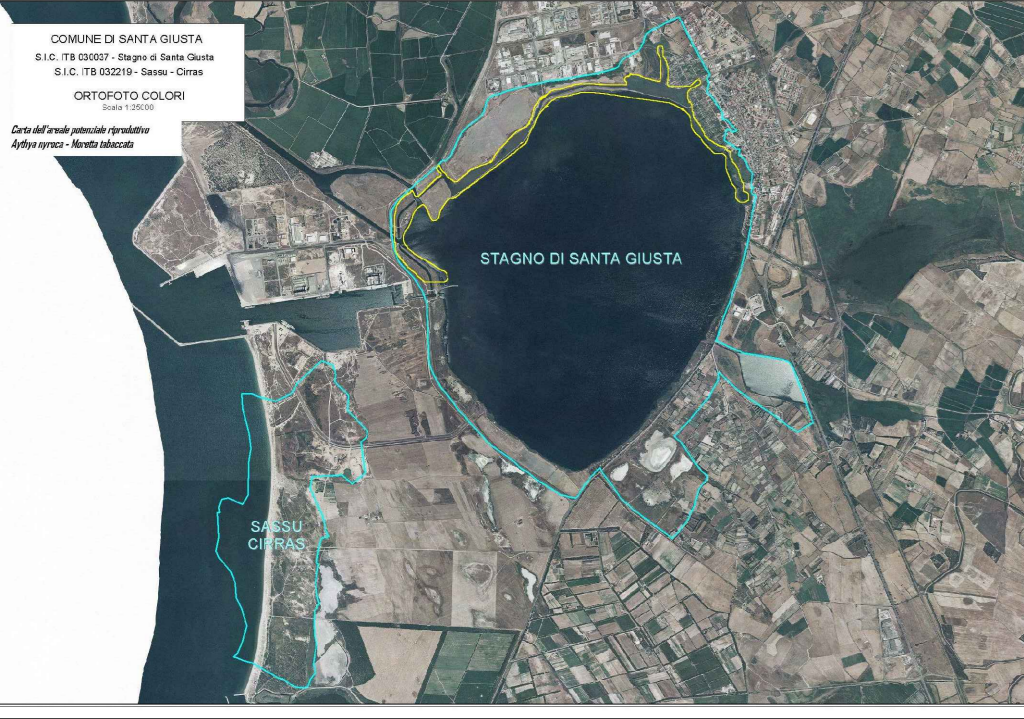 COMUNE DI SANTA GIUSTA
S.I.C. ITB 030037 - Stagno di Santa Giusta
S.I.C. ITB 032219 - Sassu - Cirras
ORTOFOTO COLORI
Scala 1:25000
Carta dell'areale potenziale riproduttivo
Aythya nyroca - Moretta tabaccata
STAGNO DI SANTA GIUSTA
SASSU
CIRRAS